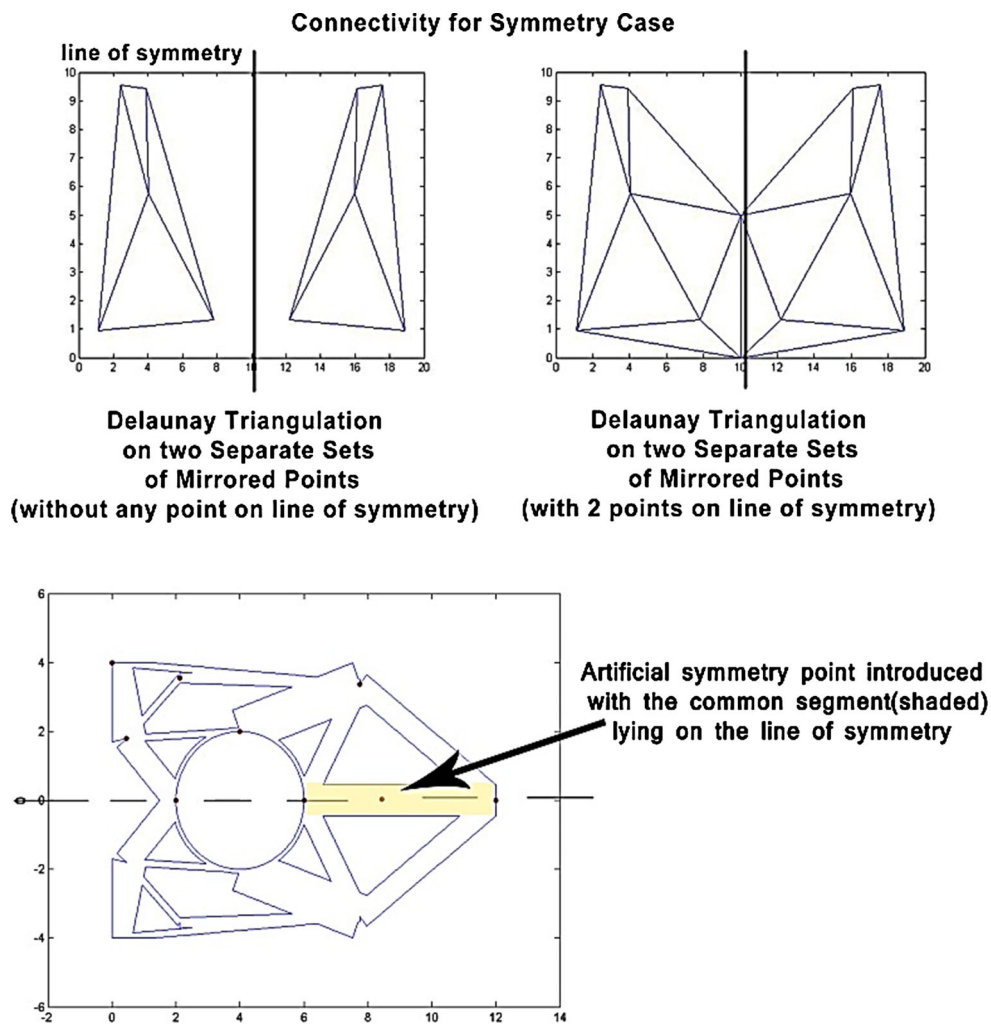 Connectivity for Symmetry Case
line of symmetry
10
9
8
7
6
5
4
3
2
1
0
0 2 4 6 8 10 12 14 16 18 20
10
9
8
7
6
5
4
3
2
1
0
0 2 4 6 8 10 12 14 16 18 20
Delaunay Triangulation
on two Separate Sets
of Mirrored Points
(without any point on line of symmetry)
Delaunay Triangulation
on two Separate Sets
of Mirrored Points
(with 2 points on line of symmetry)
6
4
2
0
-2
-4
-6
-2 0 2 4 6 8 10 12 14
Artificial symmetry point introduced
with the common segment(shaded)
lying on the line of symmetry